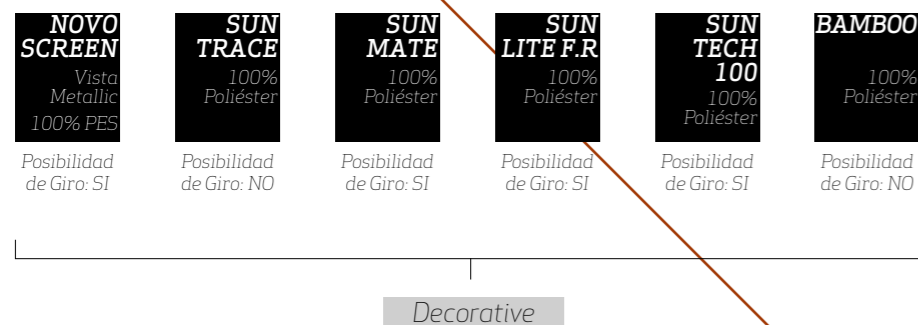 NOVO
SCREEN
Vista
Metallic
100% PES
Posibilidad
de Giro: SI
SUN
TRACE
100%
Poliéster
Posibilidad
de Giro: NO
SUN
MATE
100%
Poliéster
Posibilidad
de Giro: SI
SUN
LITE F.R
100%
Poliéster
Posibilidad
de Giro: SI
SUN
TECH
100
100%
Poliéster
Posibilidad
de Giro: SI
BAMBOO
100%
Poliéster
Posibilidad
de Giro: NO
Decorative